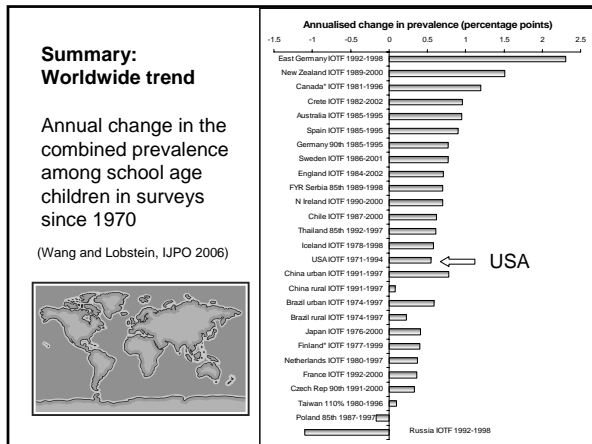 Summary:
Worldwide trend
Annual change in the
combined prevalence
among school age
children in surveys
since 1970
(Wang and Lobstein, IJPO 2006)
Annualised change in prevalence (percentage points)
-1.5 -1 -0.5 0 0.5 1 1.5 2 2.5
East Germany IOTF 1992-1998
New Zealand IOTF 1989-2000
Canada* IOTF 1981-1996
Crete IOTF 1982-2002
Australia IOTF 1985-1995
Spain IOTF 1985-1995
Germany 90th 1985-1995
Sweden IOTF 1986-2001
England IOTF 1984-2002
FYR Serbia 85th 1989-1998
N Ireland IOTF 1990-2000
Chile IOTF 1987-2000
Thailand 85th 1992-1997
Iceland IOTF 1978-1998
USA IOTF 1971-1994
USA
China urban IOTF 1991-1997
China rural IOTF 1991-1997
Brazil urban IOTF 1974-1997
Brazil rural IOTF 1974-1997
Japan IOTF 1976-2000
Finland* IOTF 1977-1999
Netherlands IOTF 1980-1997
France IOTF 1992-2000
Czech Rep 90th 1991-2000
Taiwan 110% 1980-1996
Poland 85th 1987-1997
Russia IOTF 1992-1998